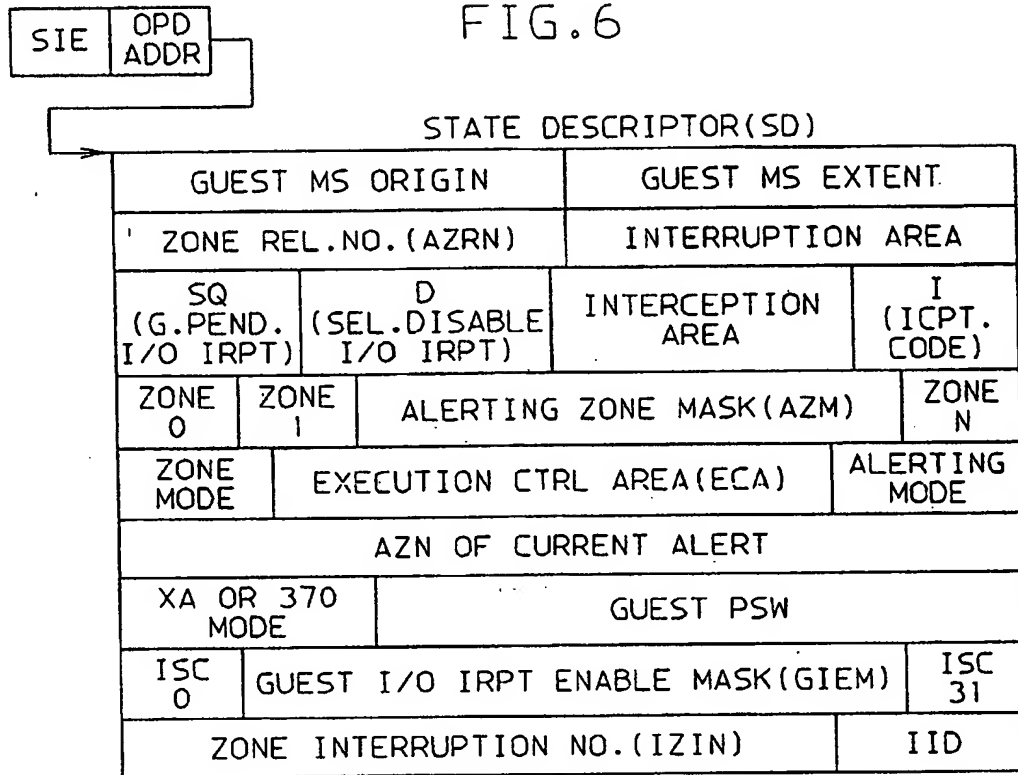 FIG.6
SIE
OPD
ADDR
STATE DESCRIPTOR(SD)
GUEST MS ORIGIN
GUEST MS EXTENT
ZONE REL.NO.(AZRN)
INTERRUPTION AREA
SQ
(G.PEND.
I/O IRPT)
D
(SEL.DISABLE
I/O IRPT)
INTERCEPTION
AREA
I
(ICPT.
CODE)
ZONE
0
ZONE
1
ALERTING ZONE MASK(AZM)
ZONE
N
ZONE
MODE
EXECUTION CTRL AREA(ECA)
ALERTING
MODE
AZN OF CURRENT ALERT
XA OR 370
MODE
GUEST PSW
ISC
0
GUEST I/O IRPT ENABLE MASK(GIEM)
ISC
31
ZONE INTERRUPTION NO.(IZIN)
IID